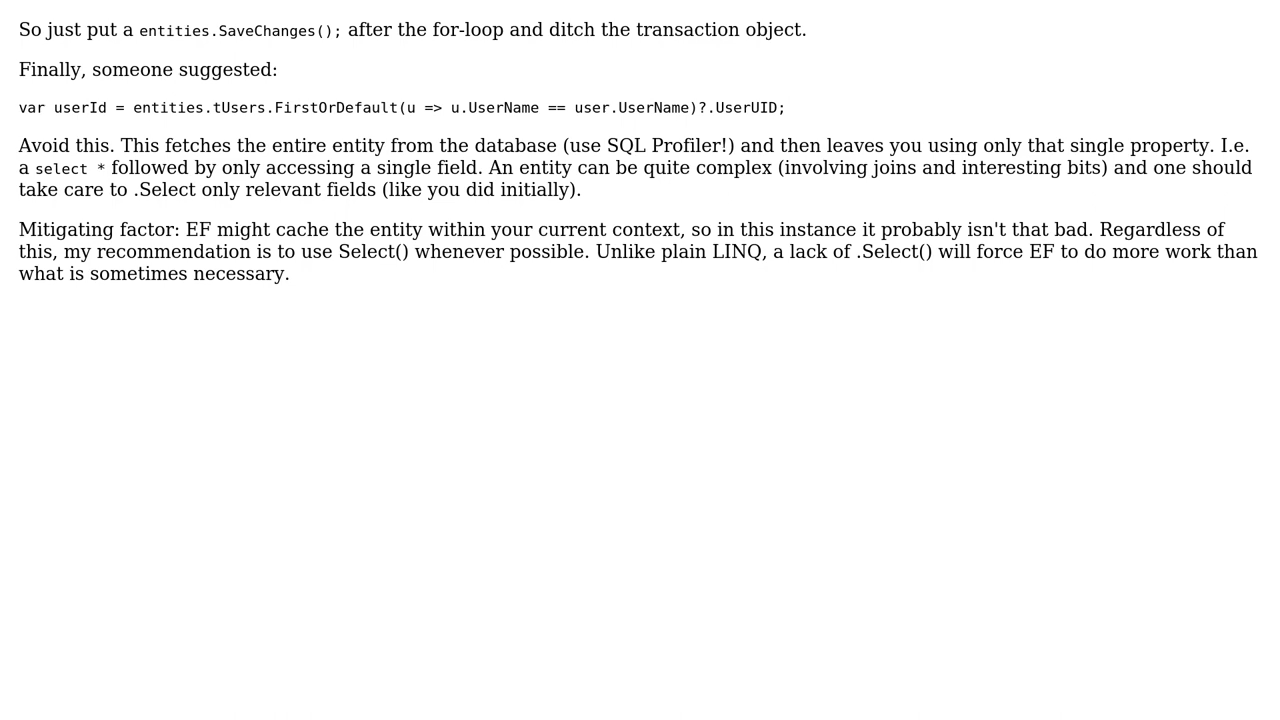 So just put a entities.SaveChanges(); after the for-loop and ditch the transaction object.
Finally, someone suggested:
var userId = entities.tUsers.FirstOrDefault(u => u.UserName == user.UserName)?.UserUID;
Avoid this. This fetches the entire entity from the database (use SQL Profiler!) and then leaves you using only that single property. I.e.
a select * followed by only accessing a single field. An entity can be quite complex (involving joins and interesting bits) and one should
take care to .Select only relevant fields (like you did initially).
Mitigating factor: EF might cache the entity within your current context, so in this instance it probably isn't that bad. Regardless of
this, my recommendation is to use Select() whenever possible. Unlike plain LINQ, a lack of .Select() will force EF to do more work than
what is sometimes necessary.